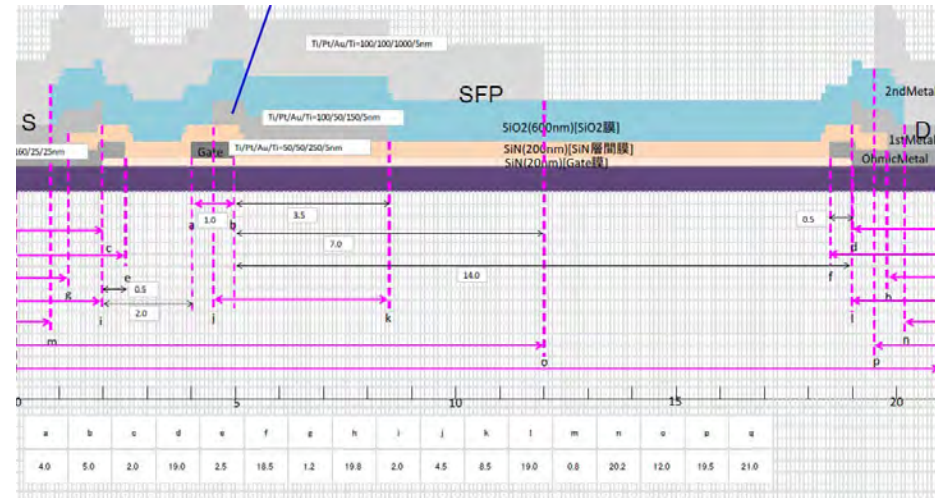 Ti/Pt/Au/Ti=100/100/1000/5nm
SFP
2ndMetal
S
Ti/Pt/Au/Ti=100/50/150/5nm
SiO2(600nm)[SiO2膜]
D
1stMetal
160/25/25nm
Gate
Ti/Pt/Au/Ti=50/50/250/5nm
SiN(200nm)[SiN層間膜]
OhmicMetal
SiN(20nm)[Gate膜]
a 1.0 b
3.5
0.5
7.0
c
d
e
14.0
f
g
0.5
h
2.0
i
j
k
l
m
n
o
p
0 5 10 15 20
a b c d e f g h i j k l m n o p q
4.0 5.0 2.0 19.0 2.5 18.5 1.2 19.8 2.0 4.5 8.5 19.0 0.8 20.2 12.0 19.5 21.0